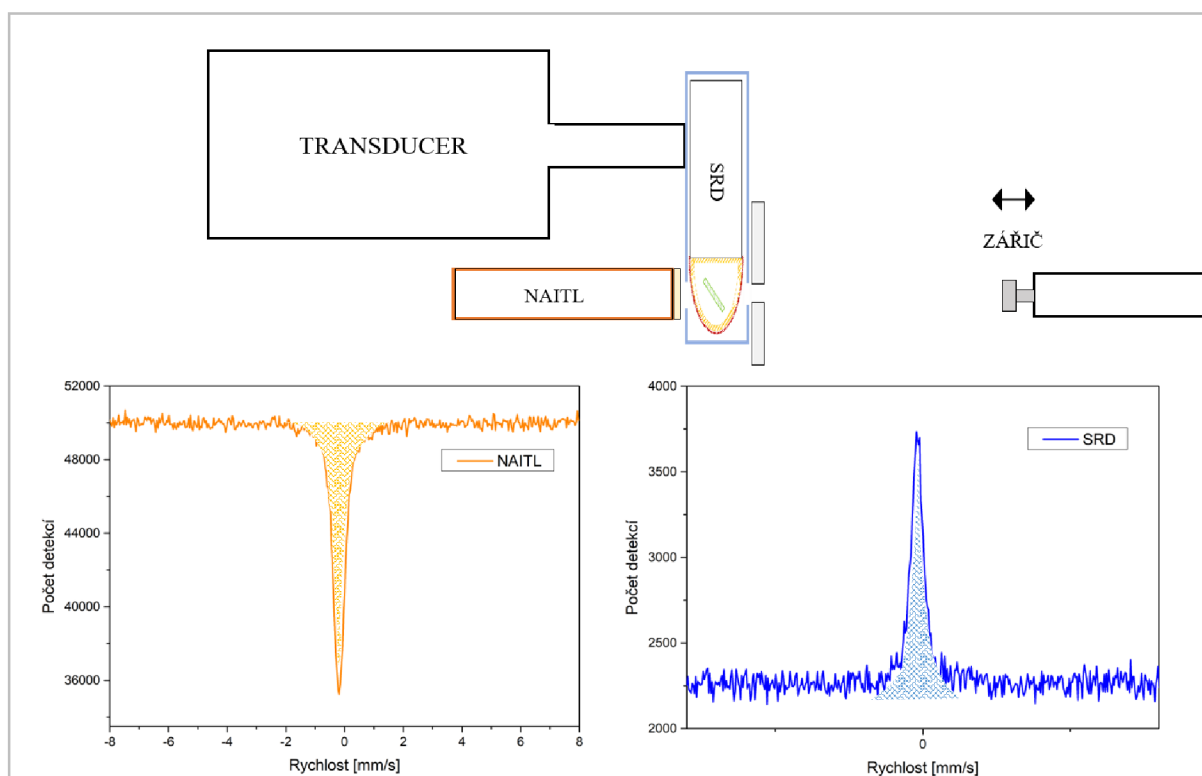 TRANSDUCER
SRD
ZÁŘIČ
NAITL
52000
48000
44000
40000
36000
Počet detekcí
NAITL
-8
-6
-4
-2
0
2
4
6
8
Rychlost [mm/s]
4000
3500
3000
2500
2000
Počet detekcí
SRD
0
Rychlost [mm/s]